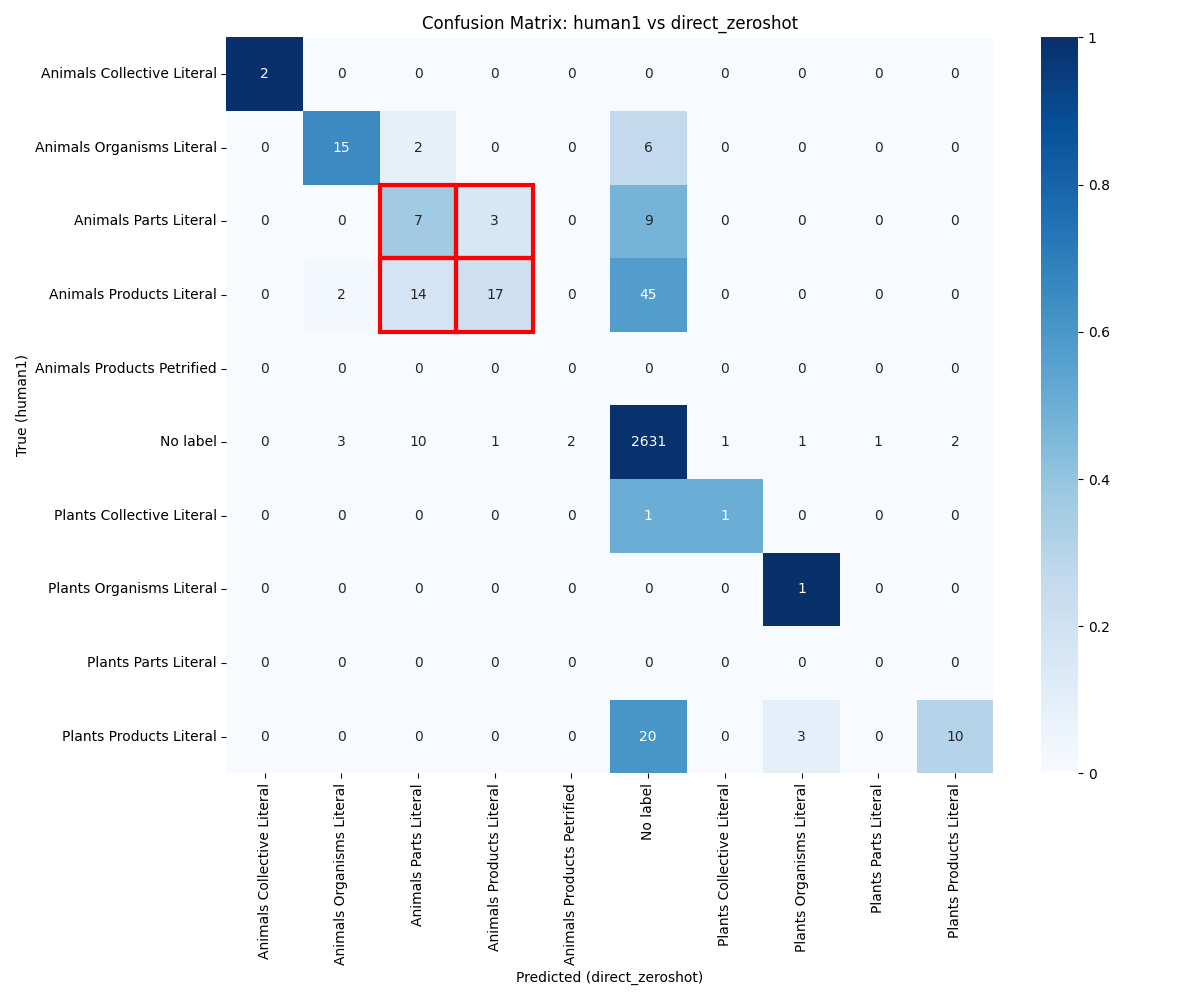 Confusion Matrix: human1 vs direct_zeroshot
True (human1)
Animals Collective Literal 2 0 0 0 0 0 0 0 0 0
Animals Organisms Literal 0 15 2 0 0 6 0 0 0 0
Animals Parts Literal 0 0 7 3 0 9 0 0 0 0
Animals Products Literal 0 2 14 17 0 45 0 0 0 0
Animals Products Petrified 0 0 0 0 0 0 0 0 0 0
No label 0 3 10 1 2 2631 1 1 1 2
Plants Collective Literal 0 0 0 0 0 1 1 0 0 0
Plants Organisms Literal 0 0 0 0 0 0 0 1 0 0
Plants Parts Literal 0 0 0 0 0 0 0 0 0 0
Plants Products Literal 0 0 0 0 0 20 0 3 0 10
Animals Collective Literal
Animals Organisms Literal
Animals Parts Literal
Animals Products Literal
Animals Products Petrified
No label
Plants Collective Literal
Plants Organisms Literal
Plants Parts Literal
Plants Products Literal
Predicted (direct_zeroshot)
1
0.8
0.6
0.4
0.2
0